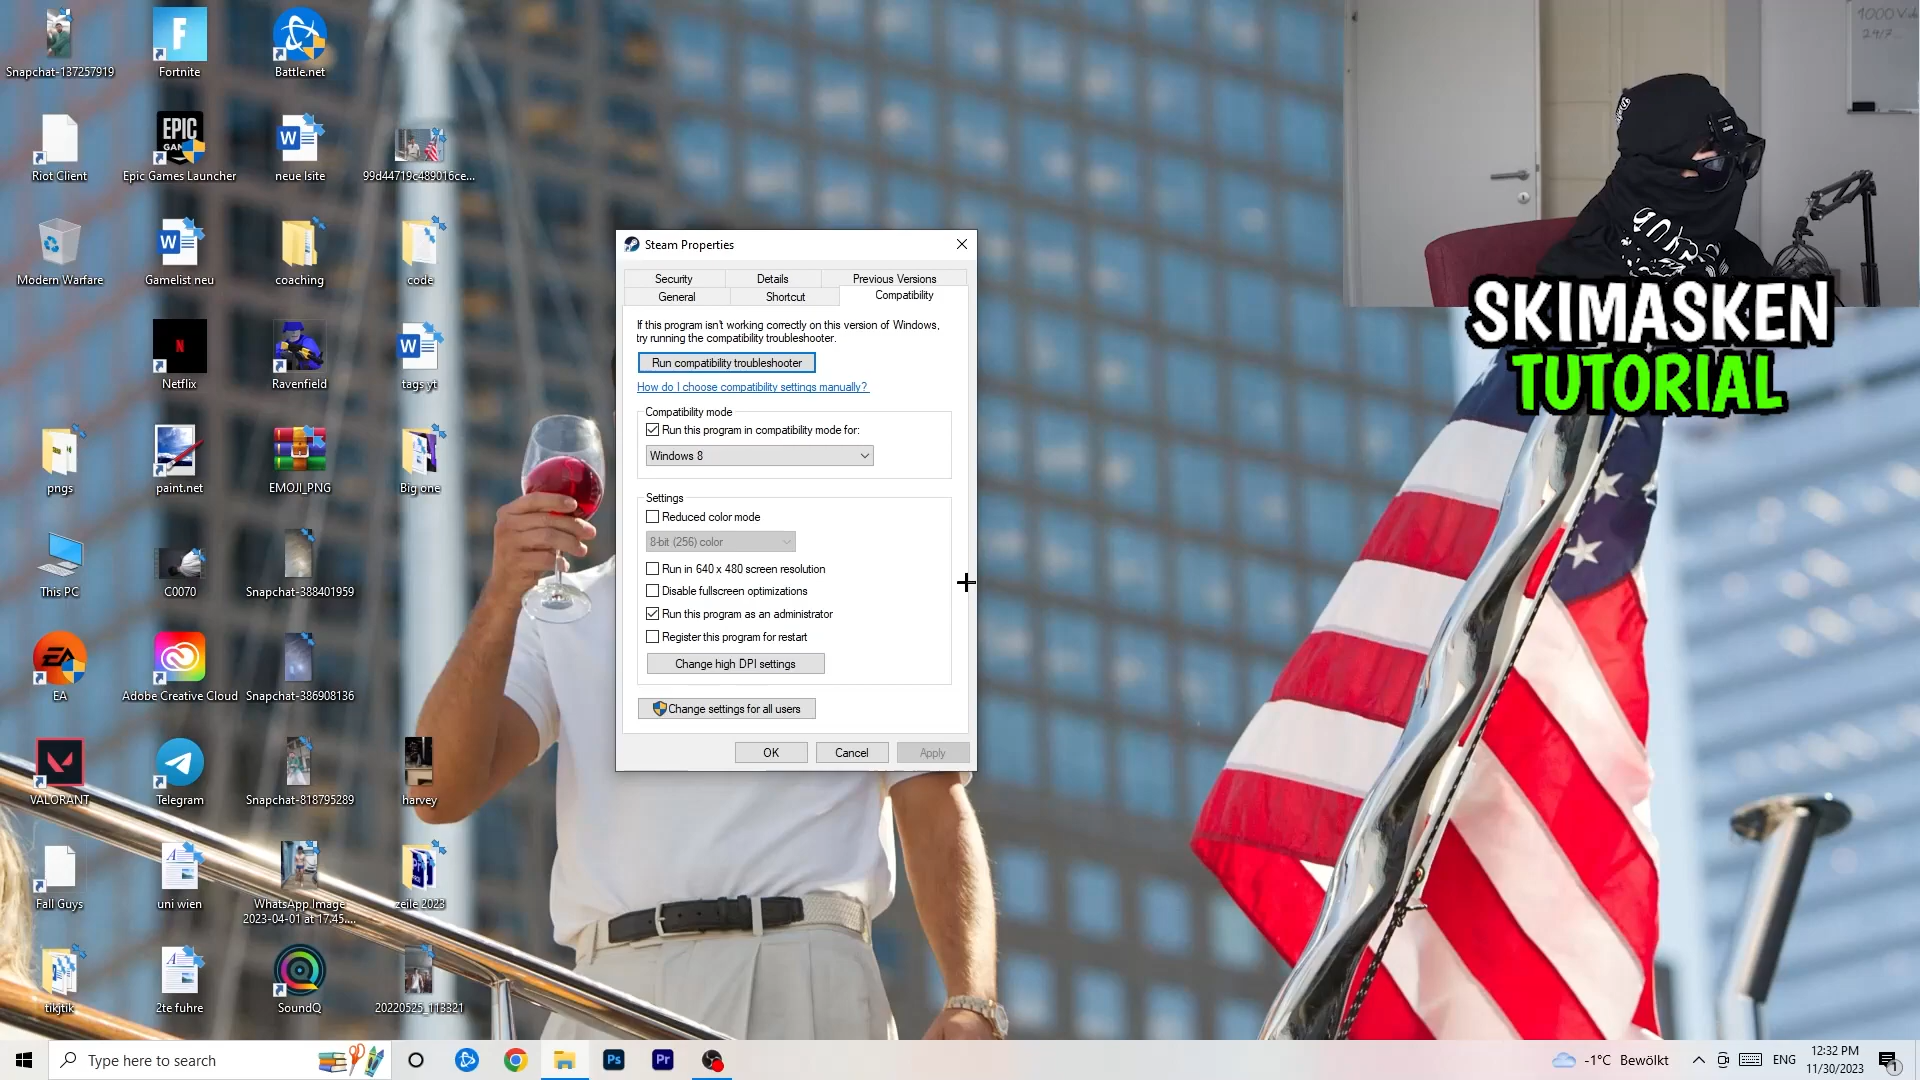 Snapchat-137257919
Fortnite
Battle.net
Riot Client
EPIC
Epic Games Launcher
neue lsite
99d44719c489016ce...
Modern Warfare
Gamelist neu
coaching
code
Netflix
Ravenfield
tags yt
pngs
paint.net
EMOJI_PNG
Big one
This PC
C0070
Snapchat-388401959
EA
Adobe Creative Cloud
Snapchat-386908136
VALORANT
Telegram
Snapchat-818795289
harvey
Fall Guys
uni wien
WhatsApp Image
2023-04-01 at 17.45....
zeile 2023
tikjtik
2te fuhre
SoundQ
20220525_113321
Steam Properties
Security
Details
Previous Versions
General
Shortcut
Compatibility
If this program isn't working correctly on this version of Windows,
try running the compatibility troubleshooter.
Run compatibility troubleshooter
How do I choose compatibility settings manually?
Compatibility mode
Run this program in compatibility mode for:
Windows 8
Settings
Reduced color mode
8-bit (256) color
Run in 640 x 480 screen resolution
Disable fullscreen optimizations
Run this program as an administrator
Register this program for restart
Change high DPI settings
Change settings for all users
OK
Cancel
Apply
SKIMASKEN
TUTORIAL
Type here to search
Ps
Pr
-1°C Bewölkt
ENG
12:32 PM
11/30/2023
1